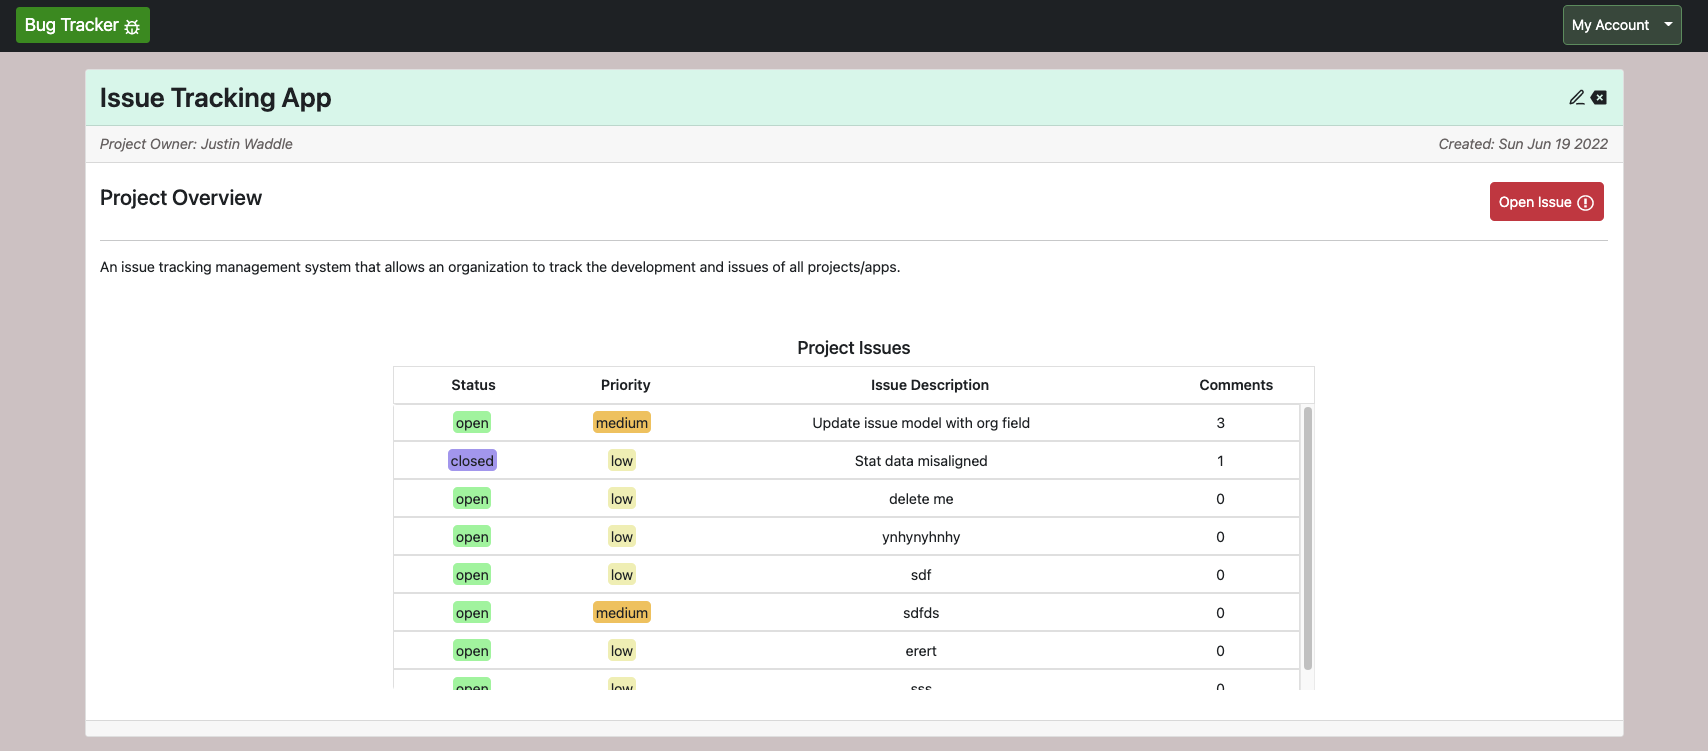 Bug Tracker
My Account
Issue Tracking App
Project Owner: Justin Waddle
Created: Sun Jun 19 2022
Project Overview
Open Issue
An issue tracking management system that allows an organization to track the development and issues of all projects/apps.
Project Issues
Status Priority Issue Description Comments
open medium Update issue model with org field 3
closed low Stat data misaligned 1
open low delete me 0
open low ynhynyhnhy 0
open low sdf 0
open medium sdfds 0
open low erert 0
open low sss 0